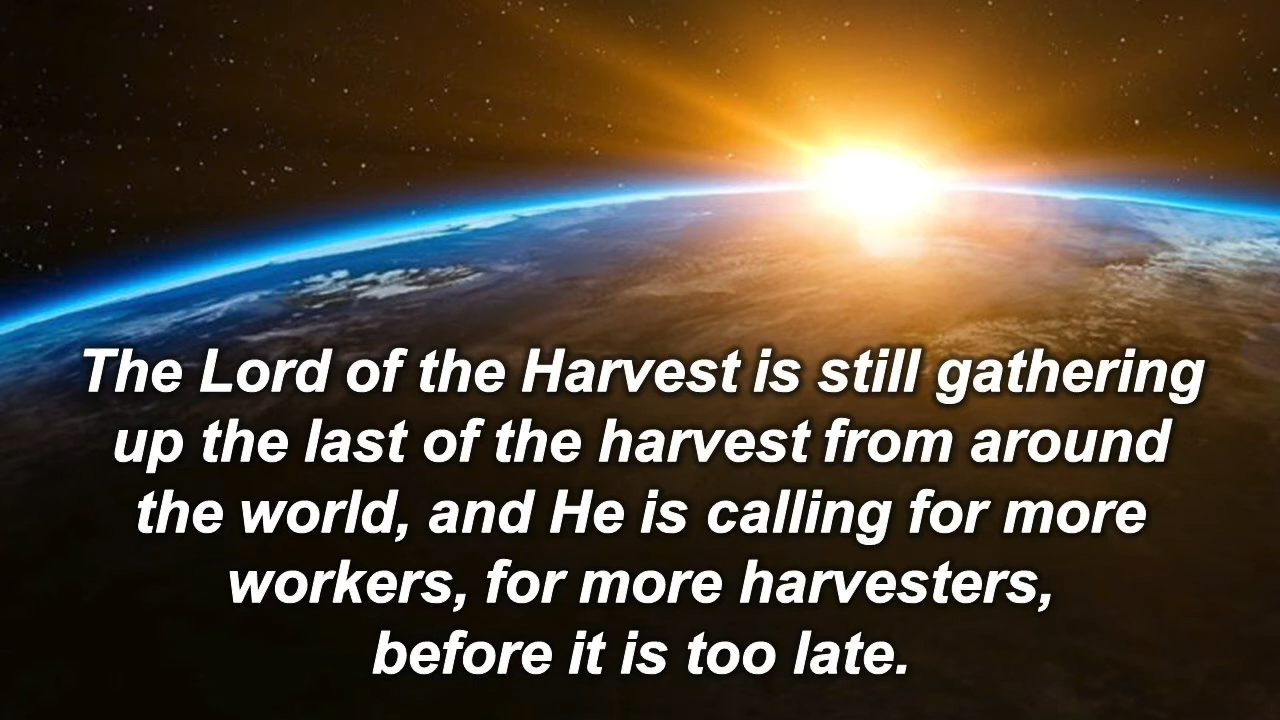 The Lord of the Harvest is still gathering
up the last of the harvest from around
the world, and He is calling for more
workers, for more harvesters,
before it is too late.